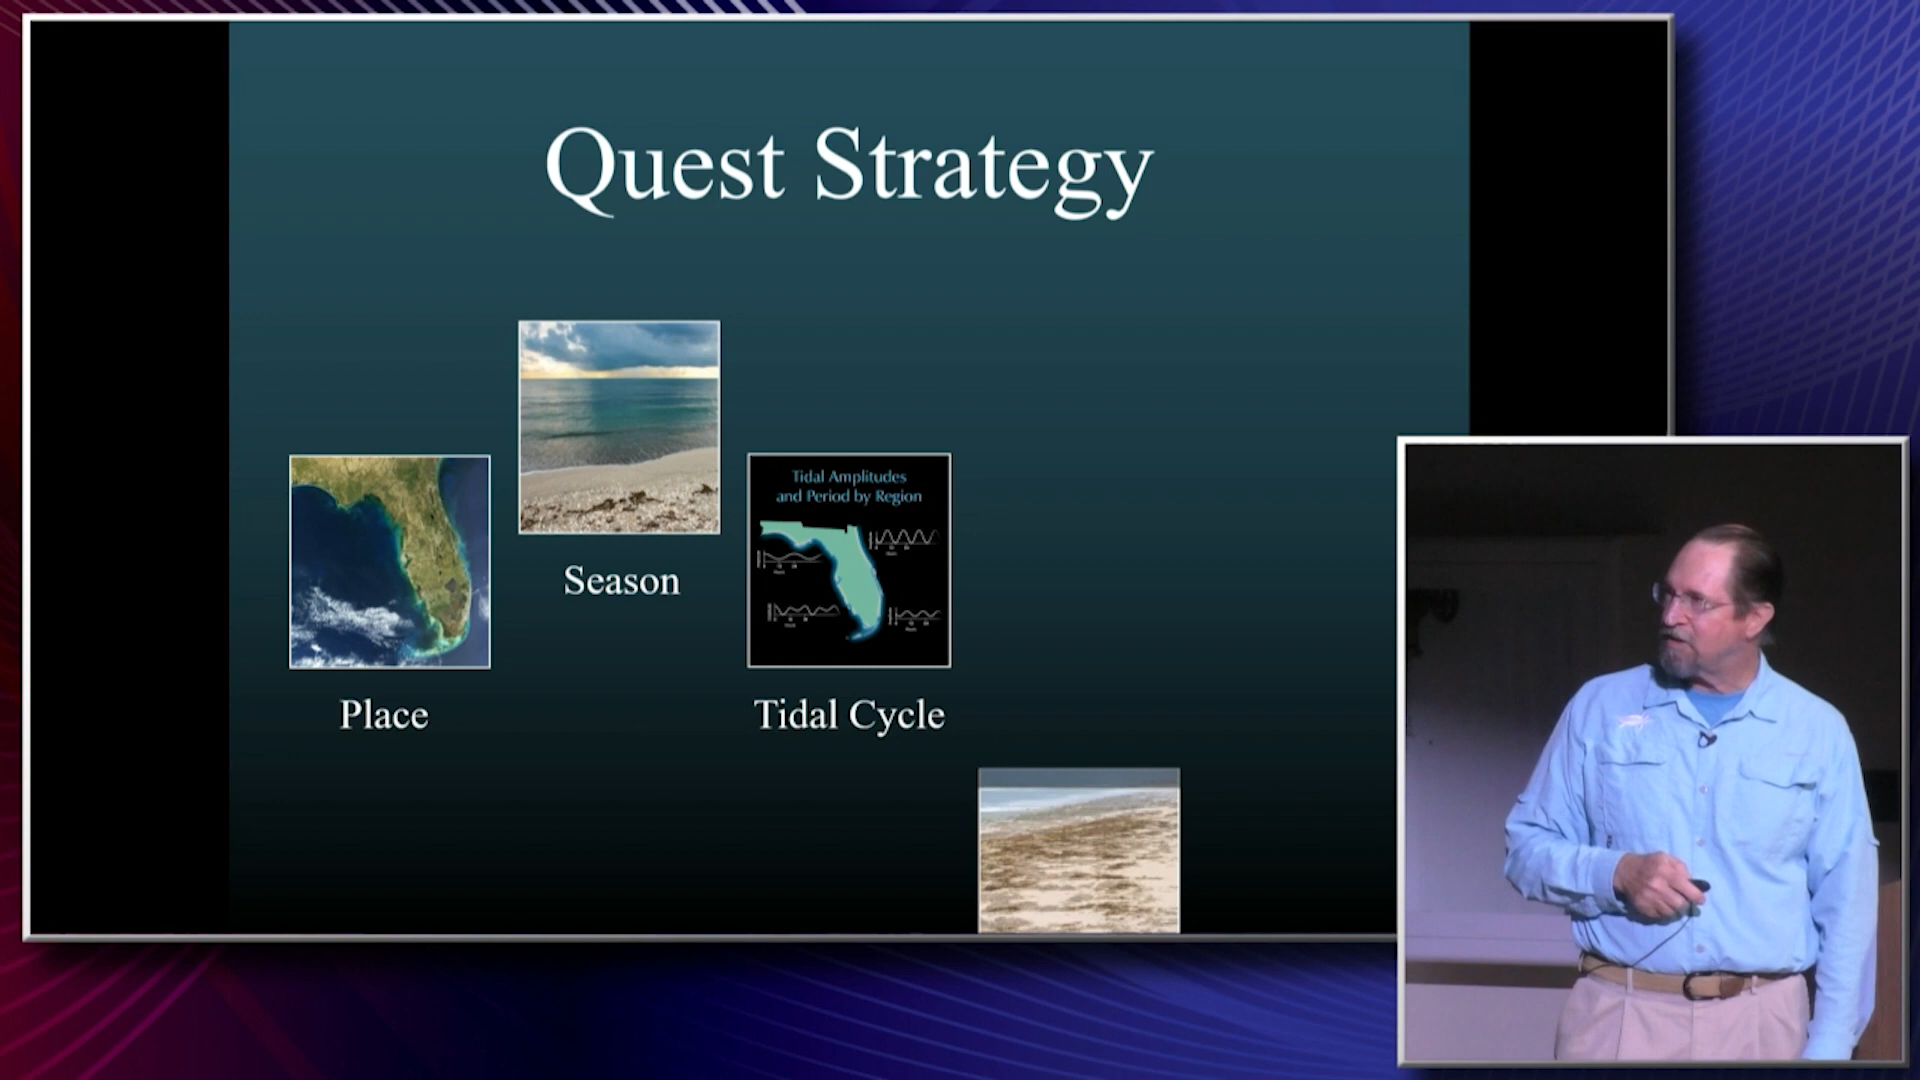 Quest Strategy
Season
Place
Tidal Amplitudes
and Period by Region
Tidal Cycle